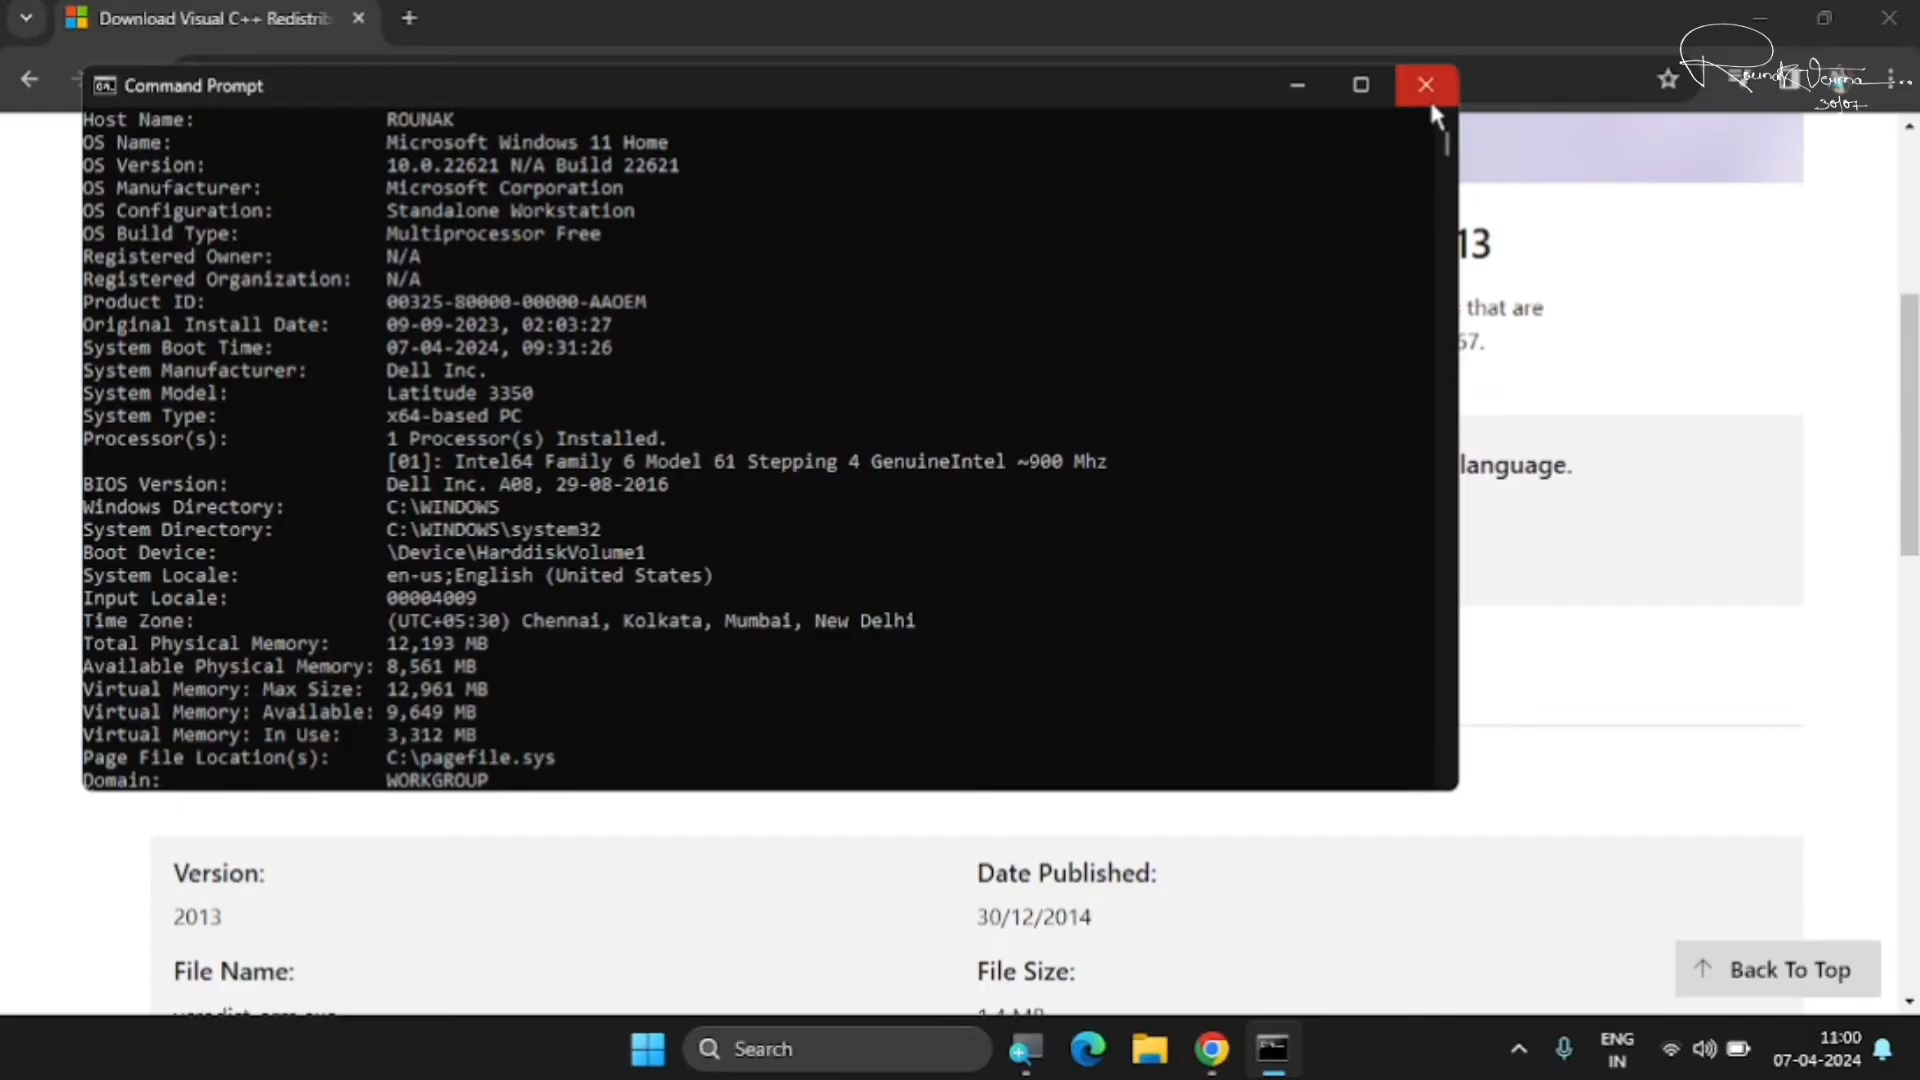 Download Visual C++ Redistrib
Command Prompt
Host Name: ROUNAK
OS Name: Microsoft Windows 11 Home
OS Version: 10.0.22621 N/A Build 22621
OS Manufacturer: Microsoft Corporation
OS Configuration: Standalone Workstation
OS Build Type: Multiprocessor Free
Registered Owner: N/A
Registered Organization: N/A
Product ID: 00325-80000-00000-AAOEM
Original Install Date: 09-09-2023, 02:03:27
System Boot Time: 07-04-2024, 09:31:26
System Manufacturer: Dell Inc.
System Model: Latitude 3350
System Type: x64-based PC
Processor(s): 1 Processor(s) Installed.
[01]: Intel64 Family 6 Model 61 Stepping 4 GenuineIntel ~900 Mhz
BIOS Version: Dell Inc. A08, 29-08-2016
Windows Directory: C:\WINDOWS
System Directory: C:\WINDOWS\system32
Boot Device: \Device\HarddiskVolume1
System Locale: en-us;English (United States)
Input Locale: 00004009
Time Zone: (UTC+05:30) Chennai, Kolkata, Mumbai, New Delhi
Total Physical Memory: 12,193 MB
Available Physical Memory: 8,561 MB
Virtual Memory: Max Size: 12,961 MB
Virtual Memory: Available: 9,649 MB
Virtual Memory: In Use: 3,312 MB
Page File Location(s): C:\pagefile.sys
Domain: WORKGROUP
13
that are
57.
language.
Version: Date Published:
2013 30/12/2014
File Name: File Size:
Back To Top
Search
ENG
IN
11:00
07-04-2024